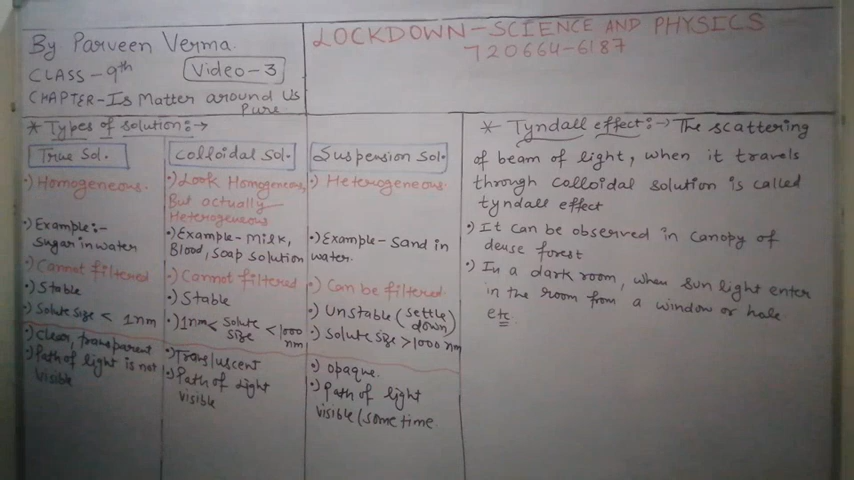 By Parveen Verma.
CLASS-9th
Video-3
CHAPTER-Is Matter around Us
Pure
LOCKDOWN-SCIENCE AND PHYSICS
720664-6187
* Types of solution:->
True Sol.
•) Homogeneous.
•) Example:-
Sugar in water
•) Cannot filtered
•) Stable
•) Solute size < 1nm
•) Clear, transparent
•) Path of light is not
visible
Colloidal Sol.
•) Look Homogeneous,
But actually
Heterogeneous
•) Example-Milk,
Blood, soap solution
•) Cannot filtered
•) Stable
•) 1nm < Solute size < 1000 nm
•) Translucent
•) Path of Light
visible
Suspension Sol.
•) Heterogeneous.
•) Example-Sand in
water.
•) Can be filtered.
•) Unstable (settle
down)
•) Solute size >1000 nm
•) Opaque.
•) Path of light
visible (some time
* Tyndall effect:-> The scattering
of beam of light, when it travels
through colloidal solution is called
tyndall effect
•) It can be observed in canopy of
dense forest
•) In a dark room, when sun light enter
in the room from a window or hole
etc